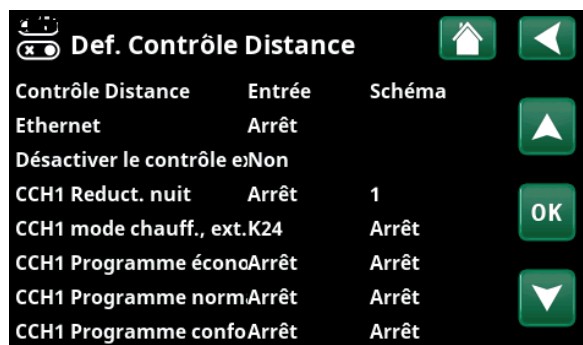 Def. Contrôle Distance
Contrôle Distance Entrée Schéma
Ethernet Arrêt
Désactiver le contrôle ex Non
CCH1 Reduct. nuit Arrêt 1
CCH1 mode chauff., ext. K24 Arrêt
OK
CCH1 Programme écono Arrêt Arrêt
CCH1 Programme norm Arrêt Arrêt
CCH1 Programme confo Arrêt Arrêt